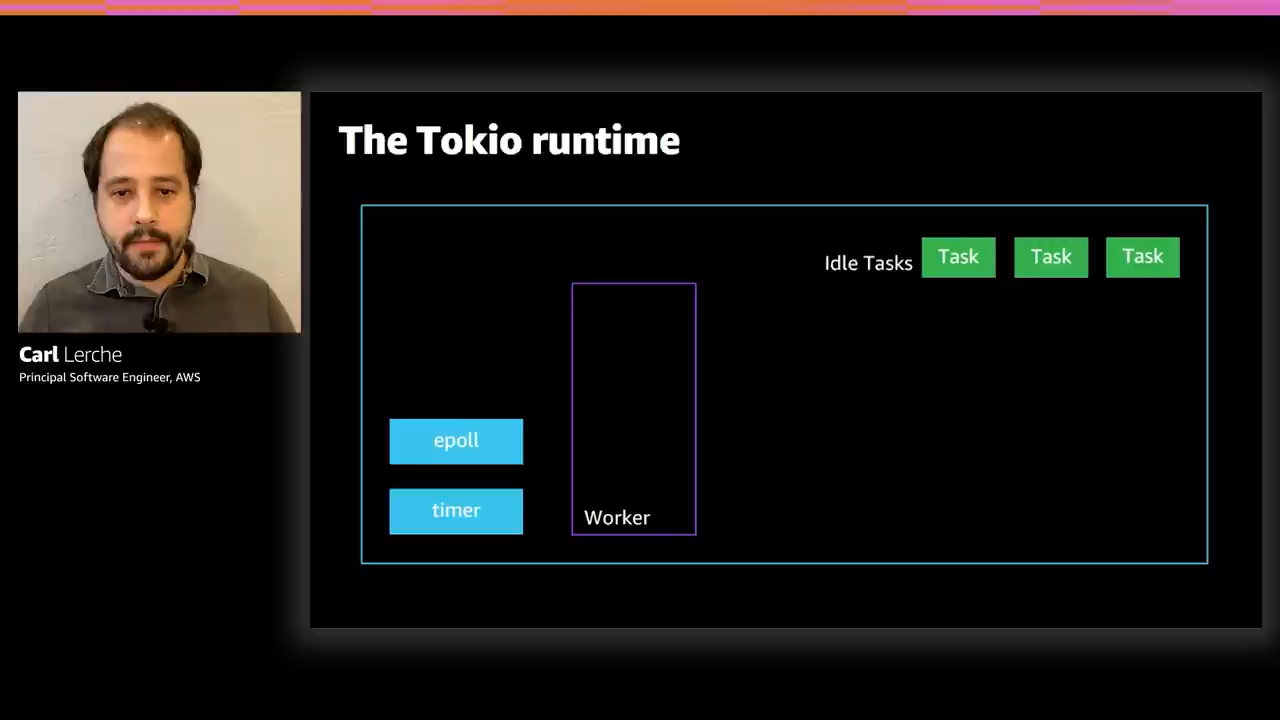 The Tokio runtime
Idle Tasks Task Task Task
epoll
timer
Worker
Carl Lerche
Principal Software Engineer, AWS